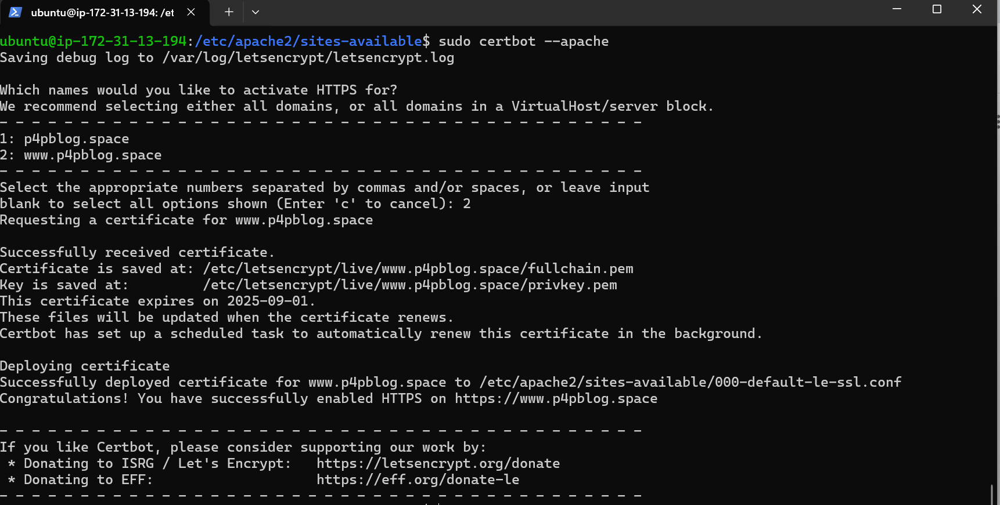 ubuntu@ip-172-31-13-194: /et
ubuntu@ip-172-31-13-194:/etc/apache2/sites-available$ sudo certbot --apache
Saving debug log to /var/log/letsencrypt/letsencrypt.log
Which names would you like to activate HTTPS for?
We recommend selecting either all domains, or all domains in a VirtualHost/server block.
- - - - - - - - - - - - - - - - - - - - - - - - - - - - - - - - - - - - - - - -
1: p4pblog.space
2: www.p4pblog.space
- - - - - - - - - - - - - - - - - - - - - - - - - - - - - - - - - - - - - - - -
Select the appropriate numbers separated by commas and/or spaces, or leave input
blank to select all options shown (Enter 'c' to cancel): 2
Requesting a certificate for www.p4pblog.space
Successfully received certificate.
Certificate is saved at: /etc/letsencrypt/live/www.p4pblog.space/fullchain.pem
Key is saved at:         /etc/letsencrypt/live/www.p4pblog.space/privkey.pem
This certificate expires on 2025-09-01.
These files will be updated when the certificate renews.
Certbot has set up a scheduled task to automatically renew this certificate in the background.
Deploying certificate
Successfully deployed certificate for www.p4pblog.space to /etc/apache2/sites-available/000-default-le-ssl.conf
Congratulations! You have successfully enabled HTTPS on https://www.p4pblog.space
- - - - - - - - - - - - - - - - - - - - - - - - - - - - - - - - - - - - - - - -
If you like Certbot, please consider supporting our work by:
 * Donating to ISRG / Let's Encrypt:   https://letsencrypt.org/donate
 * Donating to EFF:                    https://eff.org/donate-le
- - - - - - - - - - - - - - - - - - - - - - - - - - - - - - - - - - - - - - - -